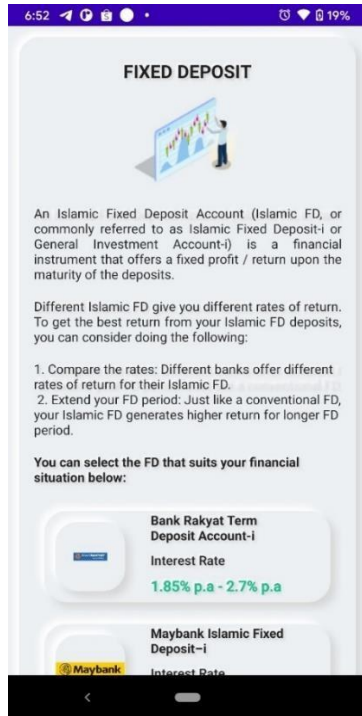 6:52
19%
FIXED DEPOSIT
An Islamic Fixed Deposit Account (Islamic FD, or
commonly referred to as Islamic Fixed Deposit-i or
General Investment Account-i) is a financial
instrument that offers a fixed profit / return upon the
maturity of the deposits.
Different Islamic FD give you different rates of return.
To get the best return from your Islamic FD deposits,
you can consider doing the following:
1. Compare the rates: Different banks offer different
rates of return for their Islamic FD.
2. Extend your FD period: Just like a conventional FD,
your Islamic FD generates higher return for longer FD
period.
You can select the FD that suits your financial
situation below:
Bank Rakyat Term
Deposit Account-i
Interest Rate
1.85% p.a - 2.7% p.a
Maybank Islamic Fixed
Deposit–i
Maybank
Interest Rate